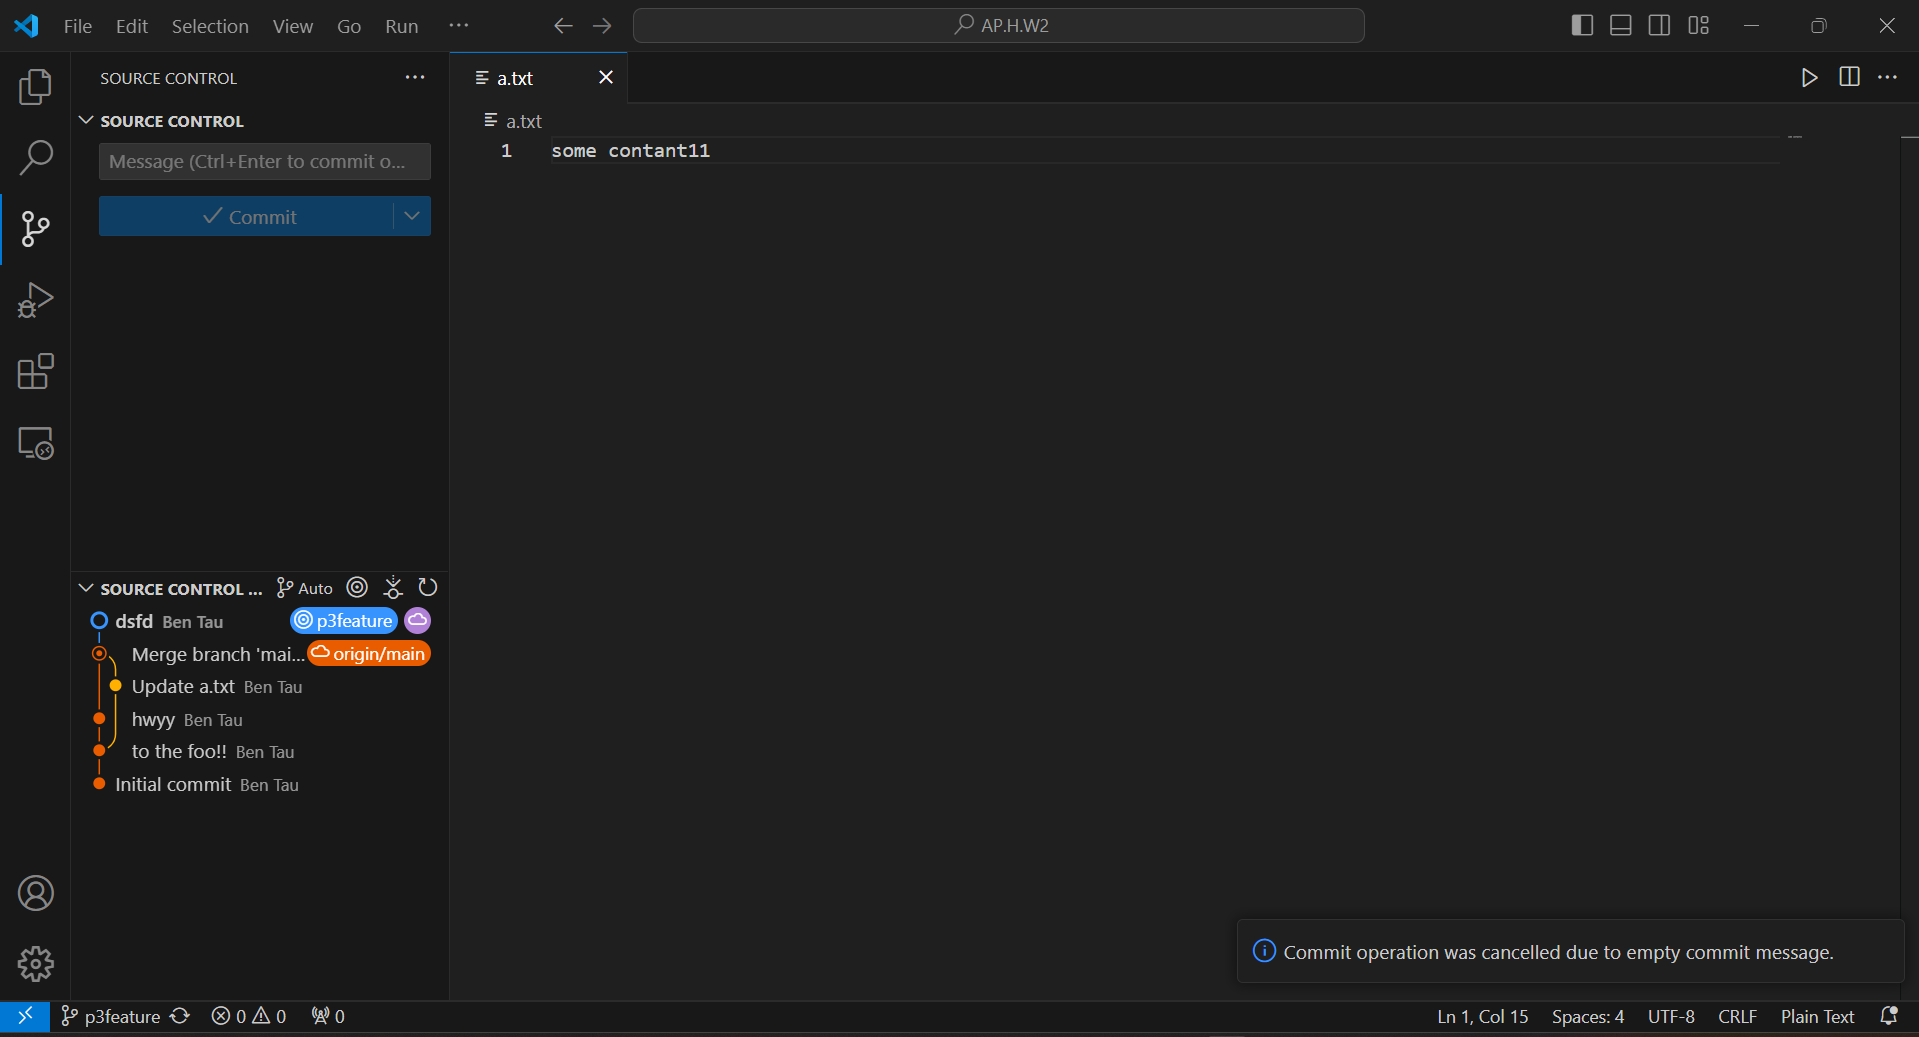 File Edit Selection View Go Run ··· AP.H.W2
SOURCE CONTROL ···
SOURCE CONTROL
Message (Ctrl+Enter to commit o...
Commit
a.txt
a.txt
1 some contant11
SOURCE CONTROL ... Auto
dsfd Ben Tau p3feature
Merge branch 'mai... origin/main
Update a.txt Ben Tau
hwyy Ben Tau
to the foo!! Ben Tau
Initial commit Ben Tau
Commit operation was cancelled due to empty commit message.
p3feature 0 0 0 Ln 1, Col 15 Spaces: 4 UTF-8 CRLF Plain Text